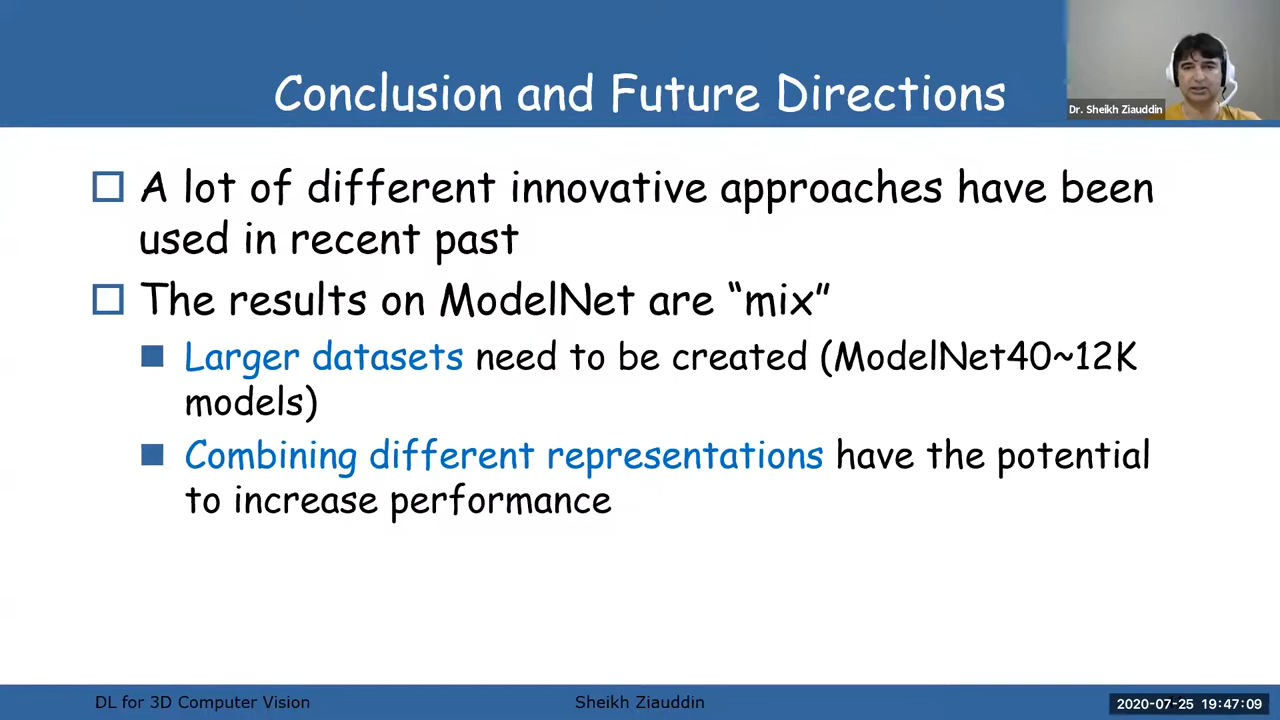 Conclusion and Future Directions
Dr. Sheikh Ziauddin
A lot of different innovative approaches have been
used in recent past
The results on ModelNet are “mix”
Larger datasets need to be created (ModelNet40~12K
models)
Combining different representations have the potential
to increase performance
DL for 3D Computer Vision
Sheikh Ziauddin
2020-07-25 19:47:09